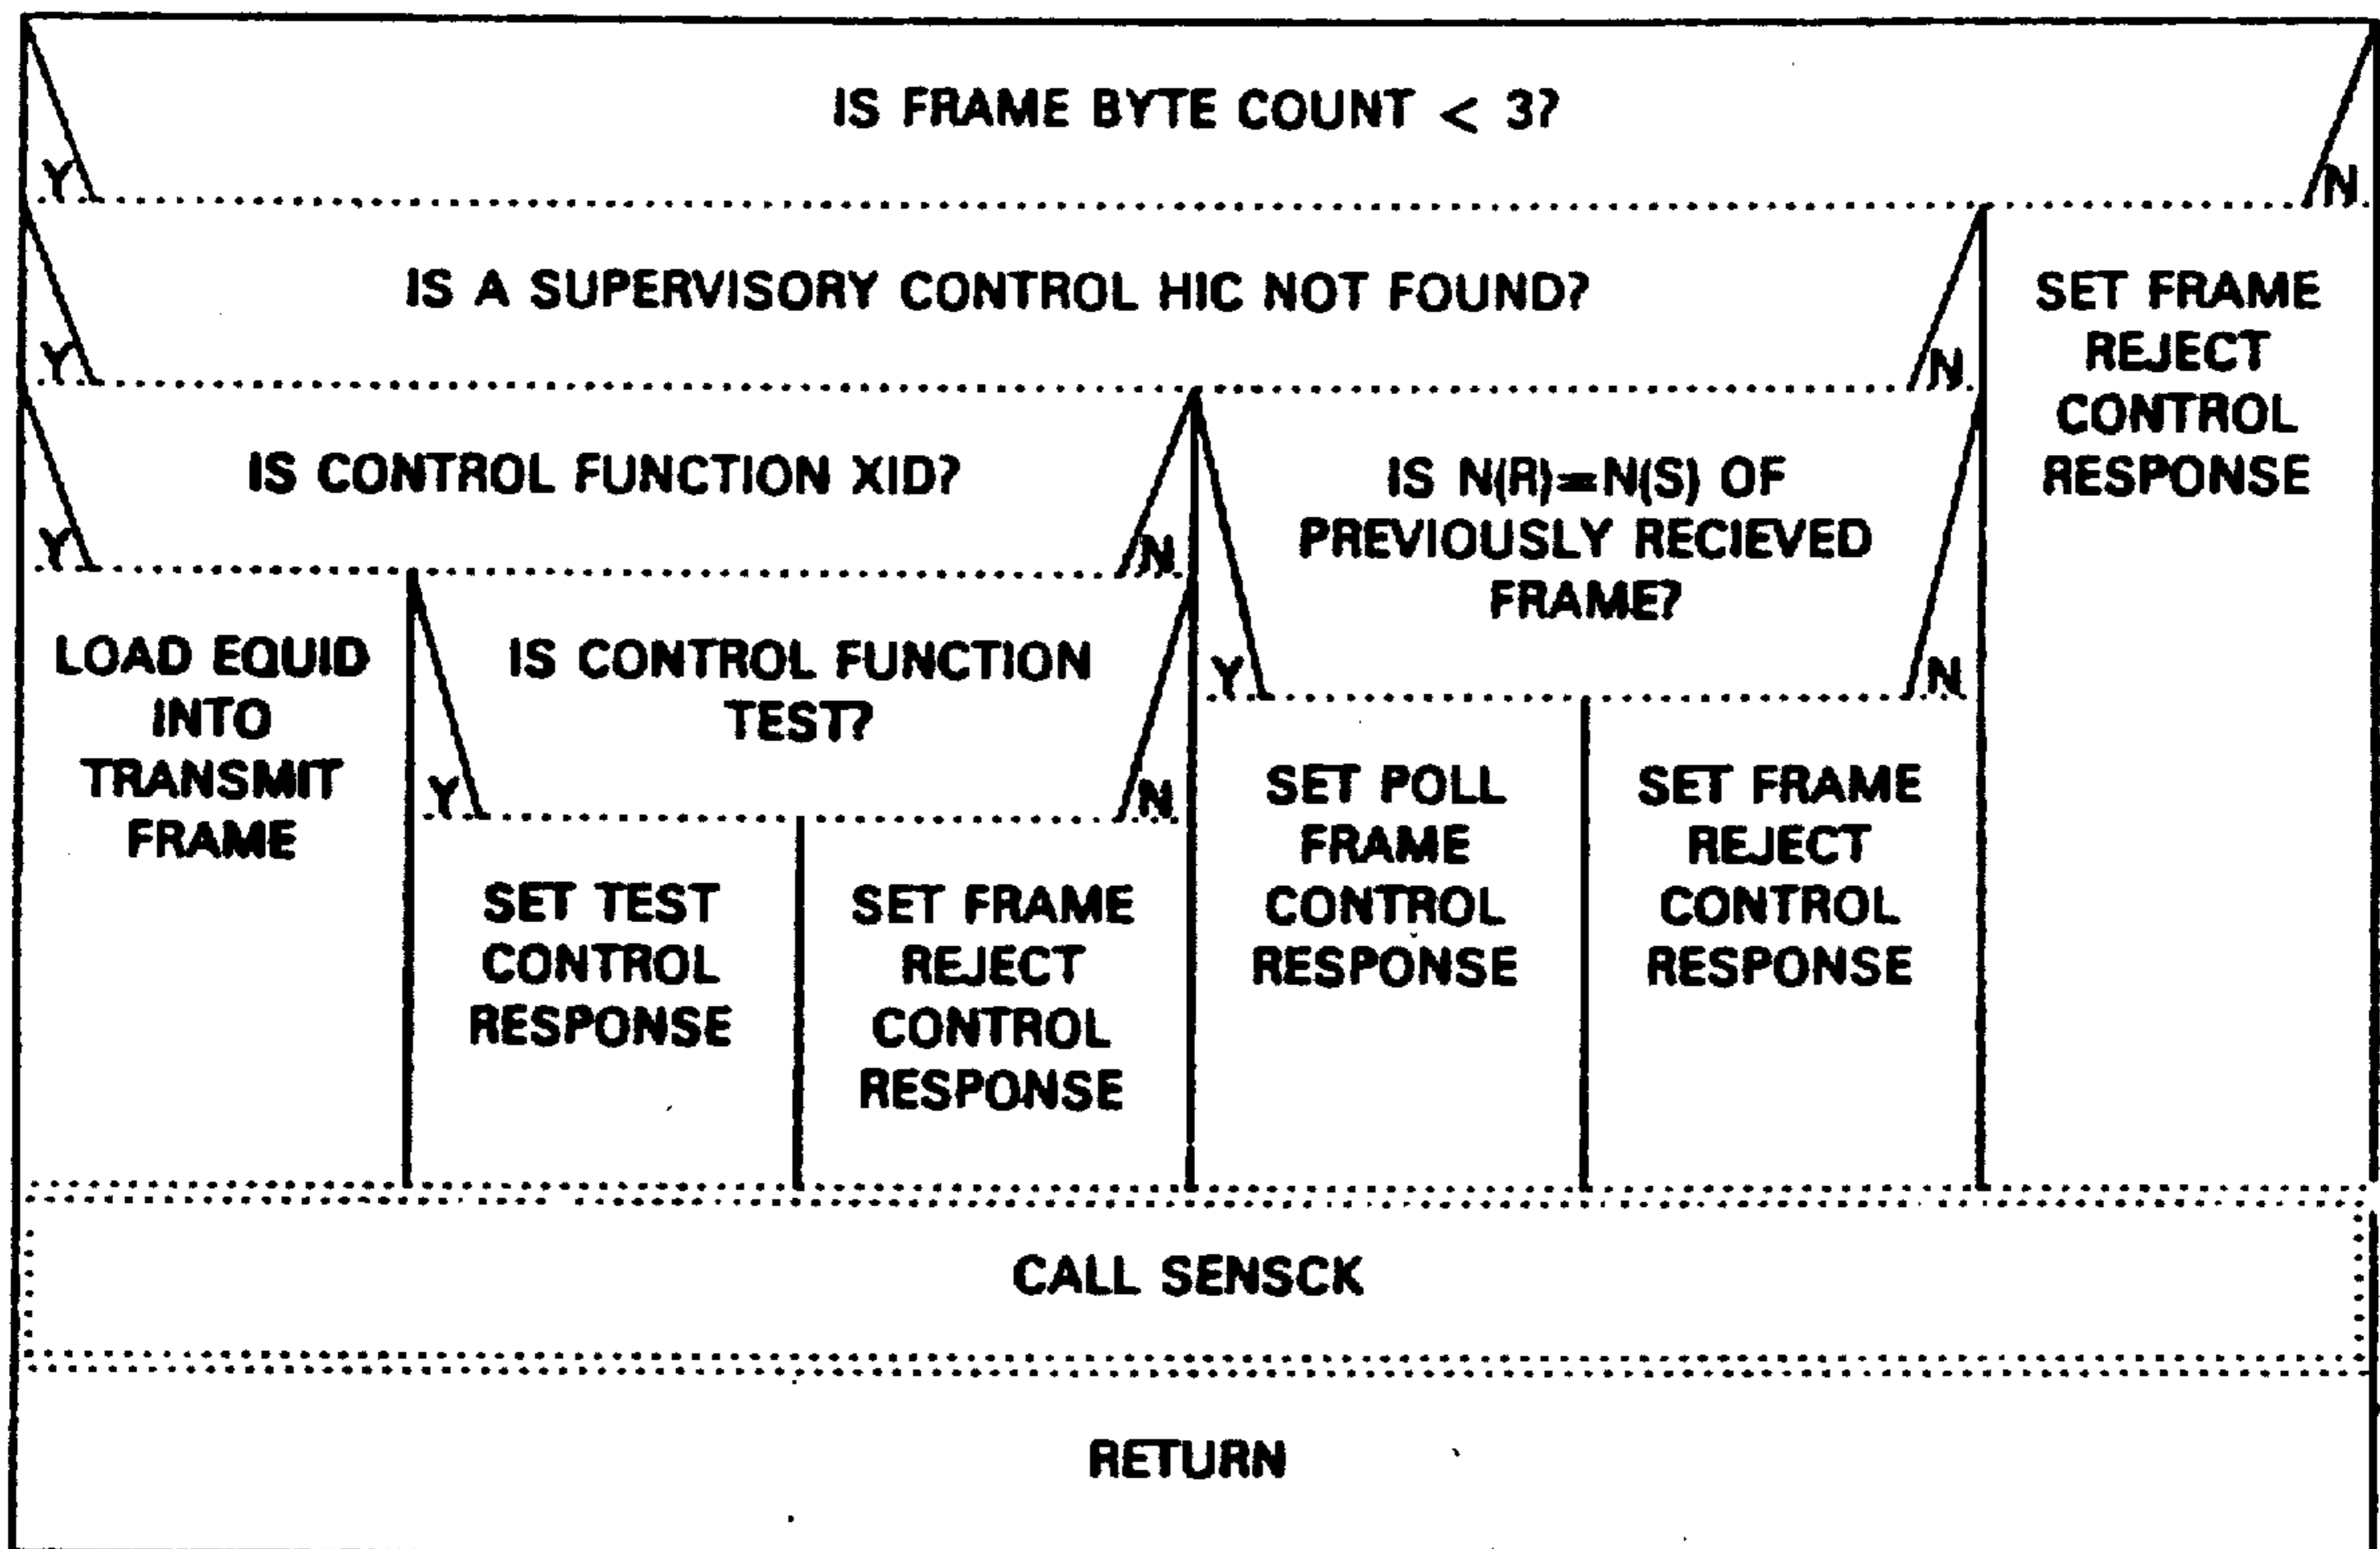 IS FRAME BYTE COUNT < 3?
Y
N
IS A SUPERVISORY CONTROL HIC NOT FOUND?
Y
N
SET FRAME
REJECT
CONTROL
RESPONSE
IS CONTROL FUNCTION XID?
Y
N
IS N(R)=N(S) OF
PREVIOUSLY RECIEVED
FRAME?
Y
N
LOAD EQUID
INTO
TRANSMIT
FRAME
IS CONTROL FUNCTION
TEST?
Y
N
SET TEST
CONTROL
RESPONSE
SET FRAME
REJECT
CONTROL
RESPONSE
SET POLL
FRAME
CONTROL
RESPONSE
SET FRAME
REJECT
CONTROL
RESPONSE
CALL SENSCK
RETURN